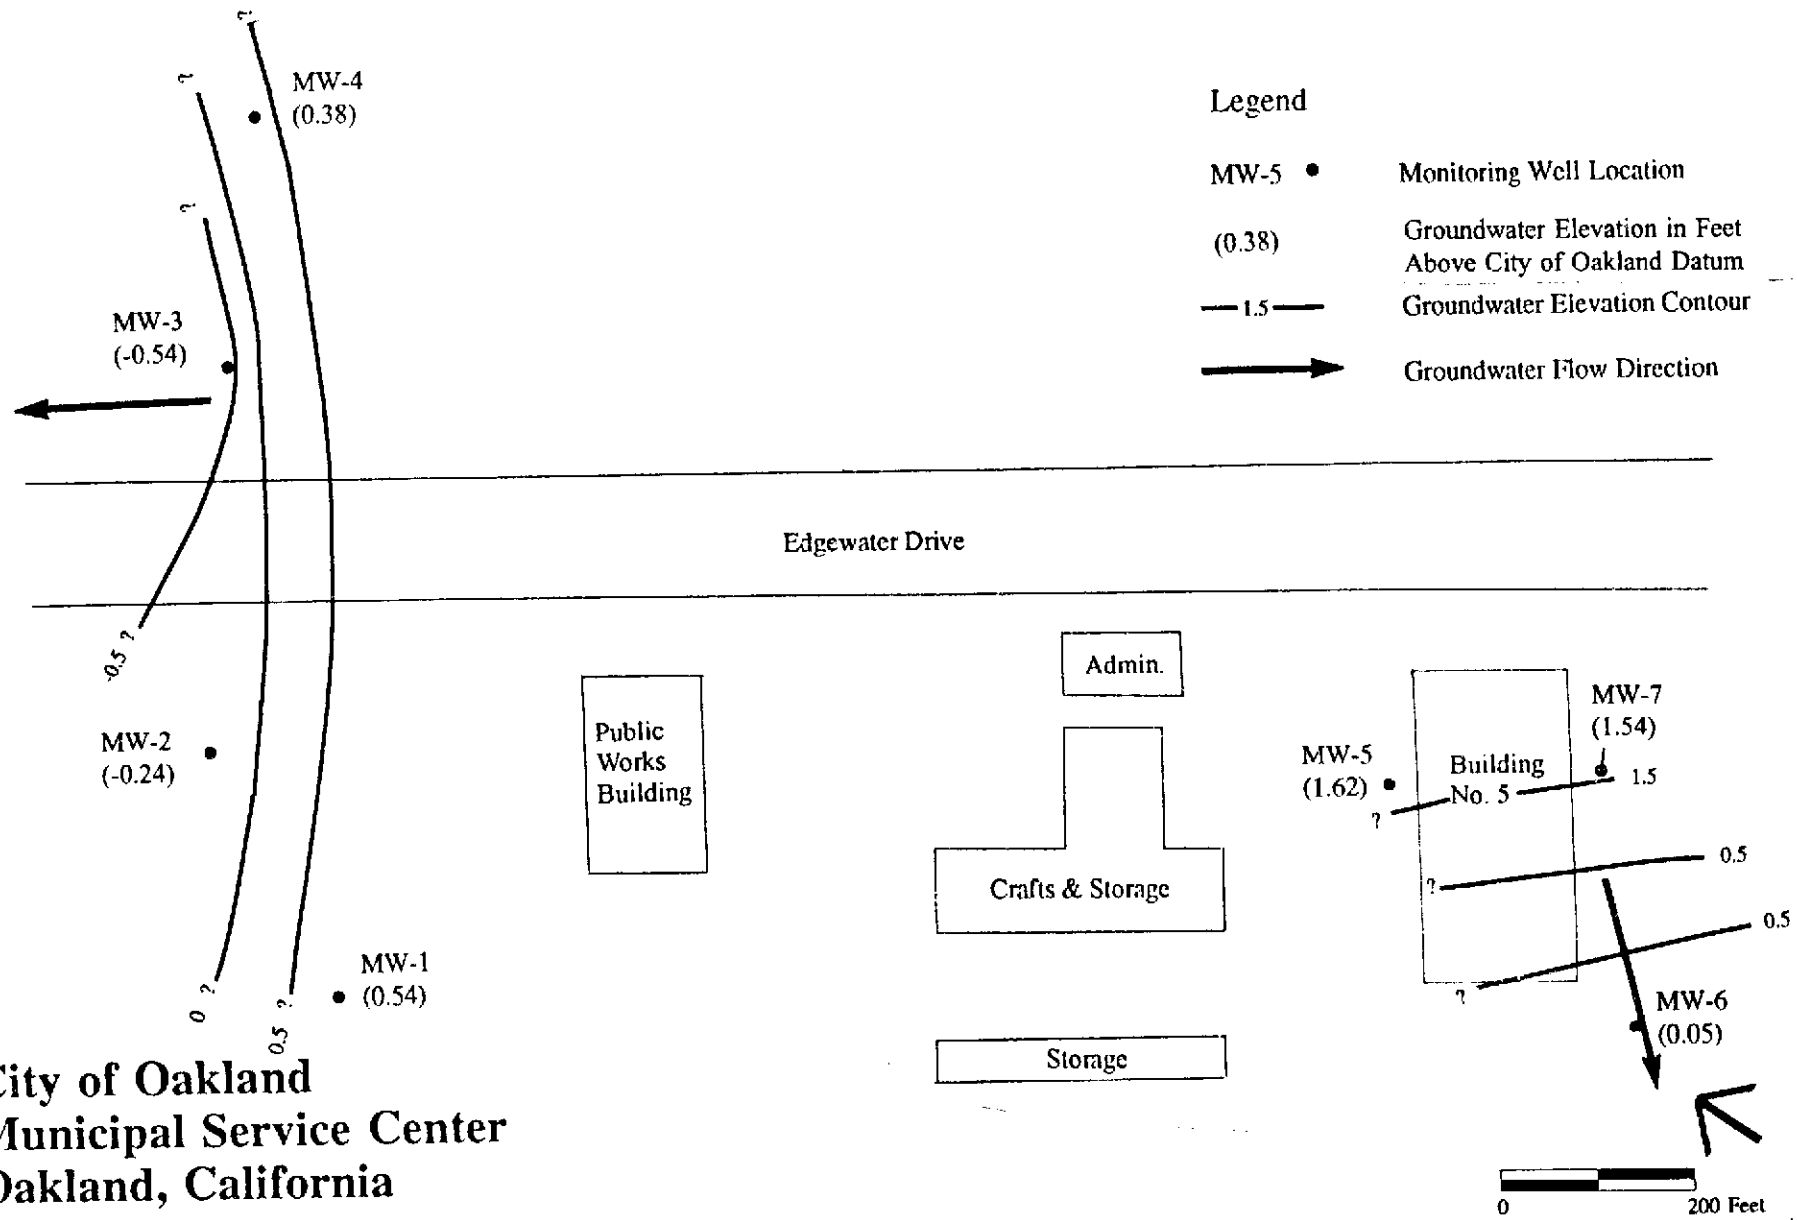 ?
?
MW-4
(0.38)
?
MW-3
(-0.54)
Legend
MW-5
Monitoring Well Location
(0.38)
Groundwater Elevation in Feet
Above City of Oakland Datum
1.5
Groundwater Elevation Contour
Groundwater Flow Direction
Edgewater Drive
-0.5 ?
MW-2
(-0.24)
Public
Works
Building
Admin.
Crafts & Storage
Storage
MW-5
(1.62)
Building
No. 5
MW-7
(1.54)
? 1.5
? 0.5
? 0.5
MW-6
(0.05)
0 ?
0.5 ?
MW-1
(0.54)
City of Oakland
Municipal Service Center
Oakland, California
0 200 Feet